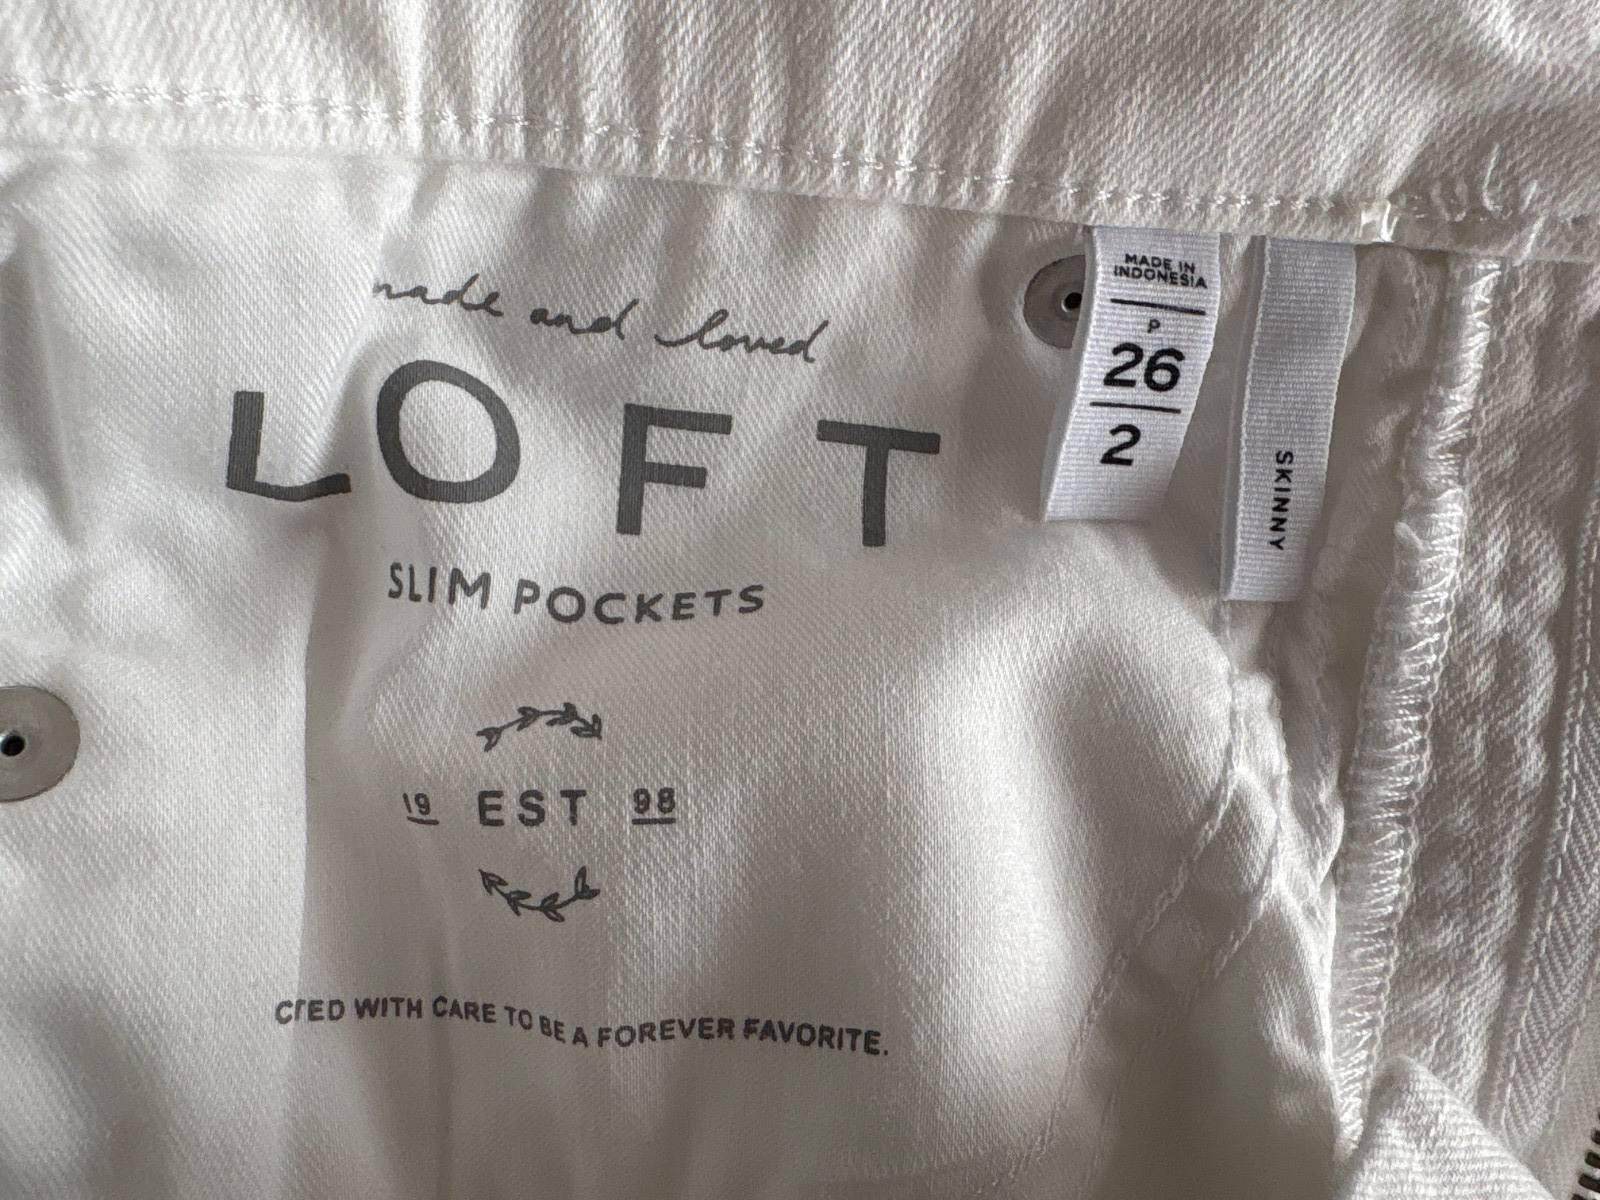 made and loved
LOFT
SLIM POCKETS
19 EST 98
WITH CARE TO BE A FOREVER FAVORITE.
MADE IN
INDONESIA
P
26
2
SKINNY